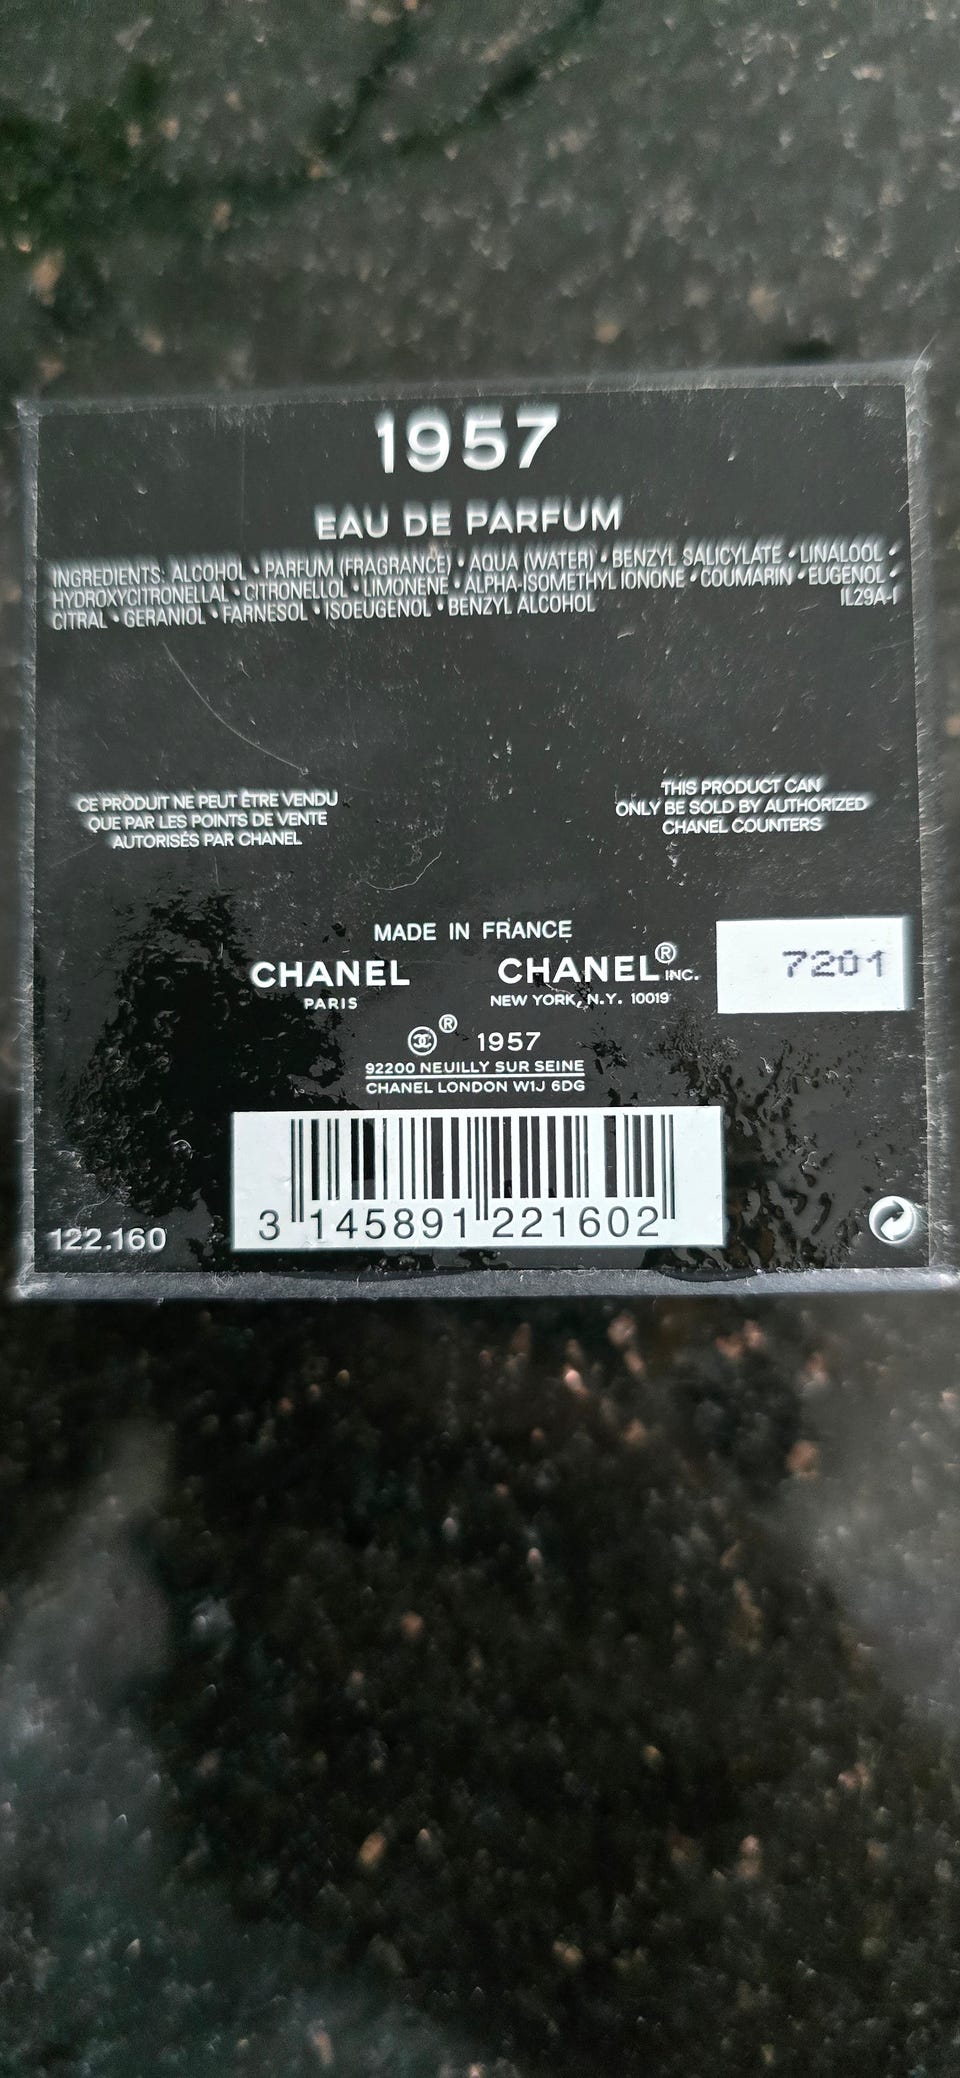 1957
EAU DE PARFUM
INGREDIENTS: ALCOHOL • PARFUM (FRAGRANCE) • AQUA (WATER) • BENZYL SALICYLATE • LINALOOL •
HYDROXYCITRONELLAL • CITRONELLOL • LIMONENE • ALPHA-ISOMETHYL IONONE • COUMARIN • EUGENOL •
CITRAL • GERANIOL • FARNESOL • ISOEUGENOL • BENZYL ALCOHOL
IL29A-1
CE PRODUIT NE PEUT ÊTRE VENDU
QUE PAR LES POINTS DE VENTE
AUTORISÉS PAR CHANEL
THIS PRODUCT CAN
ONLY BE SOLD BY AUTHORIZED
CHANEL COUNTERS
MADE IN FRANCE
CHANEL
PARIS
CHANEL® INC.
NEW YORK, N.Y. 10019
7201
® 1957
92200 NEUILLY SUR SEINE
CHANEL LONDON W1J 6DG
3 145891 221602
122.160